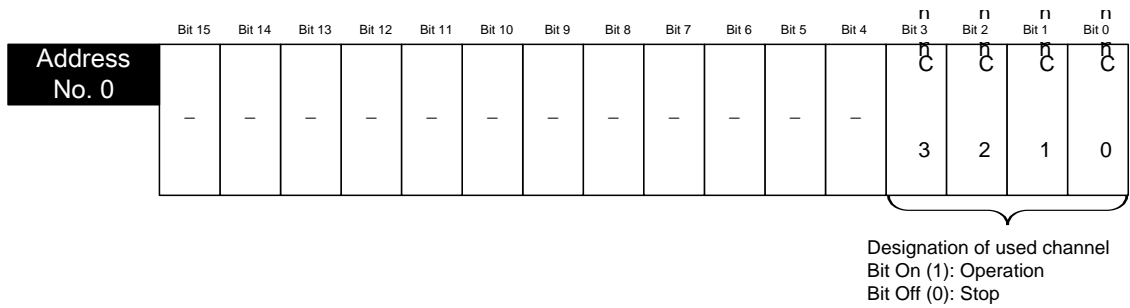 Bit 15 Bit 14 Bit 13 Bit 12 Bit 11 Bit 10 Bit 9 Bit 8 Bit 7 Bit 6 Bit 5 Bit 4 Bit 3 Bit 2 Bit 1 Bit 0
Address
No. 0
– – – – – – – – – – – –
C C C C
3 2 1 0
Designation of used channel
Bit On (1): Operation
Bit Off (0): Stop